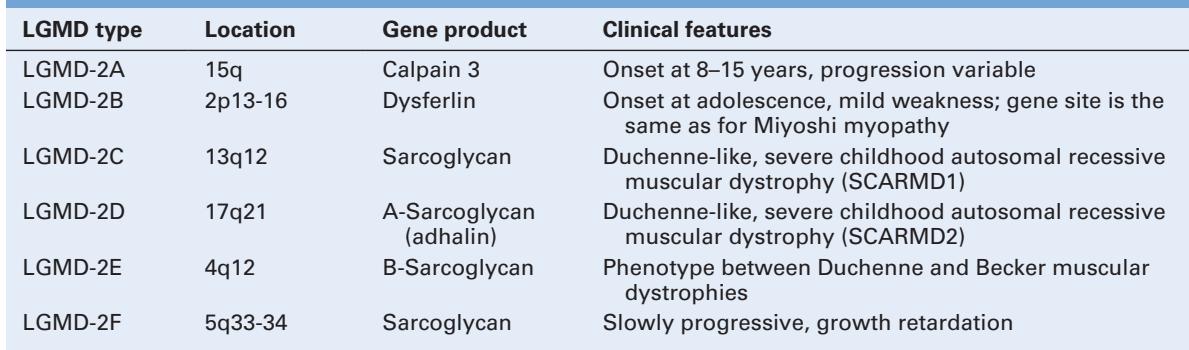 LGMD type Location Gene product Clinical features
LGMD-2A 15q Calpain 3 Onset at 8–15 years, progression variable
LGMD-2B 2p13-16 Dysferlin Onset at adolescence, mild weakness; gene site is the
same as for Miyoshi myopathy
LGMD-2C 13q12 Sarcoglycan Duchenne-like, severe childhood autosomal recessive
muscular dystrophy (SCARMD1)
LGMD-2D 17q21 A-Sarcoglycan Duchenne-like, severe childhood autosomal recessive
(adhalin) muscular dystrophy (SCARMD2)
LGMD-2E 4q12 B-Sarcoglycan Phenotype between Duchenne and Becker muscular
dystrophies
LGMD-2F 5q33-34 Sarcoglycan Slowly progressive, growth retardation